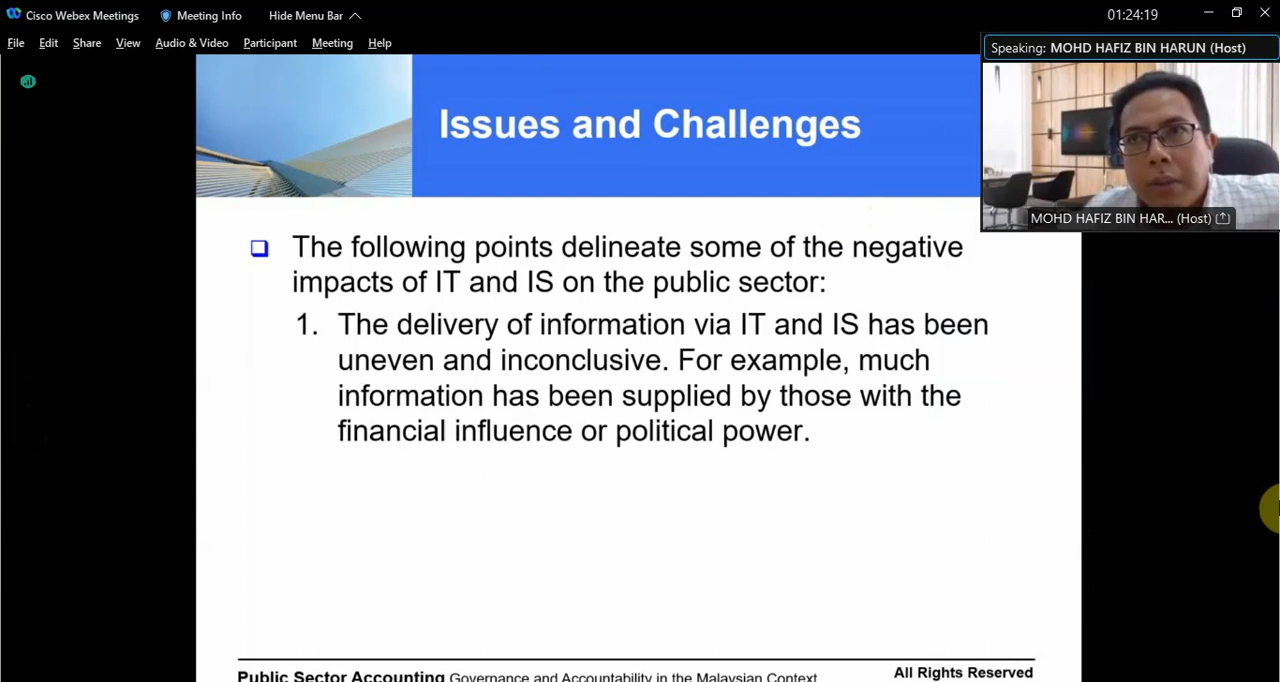 Cisco Webex Meetings Meeting Info Hide Menu Bar 01:24:19
File Edit Share View Audio & Video Participant Meeting Help
Speaking: MOHD HAFIZ BIN HARUN (Host)
MOHD HAFIZ BIN HAR... (Host)
Issues and Challenges
The following points delineate some of the negative
impacts of IT and IS on the public sector:
1. The delivery of information via IT and IS has been
uneven and inconclusive. For example, much
information has been supplied by those with the
financial influence or political power.
Public Sector Accounting Governance and Accountability in the Malaysian Context
All Rights Reserved